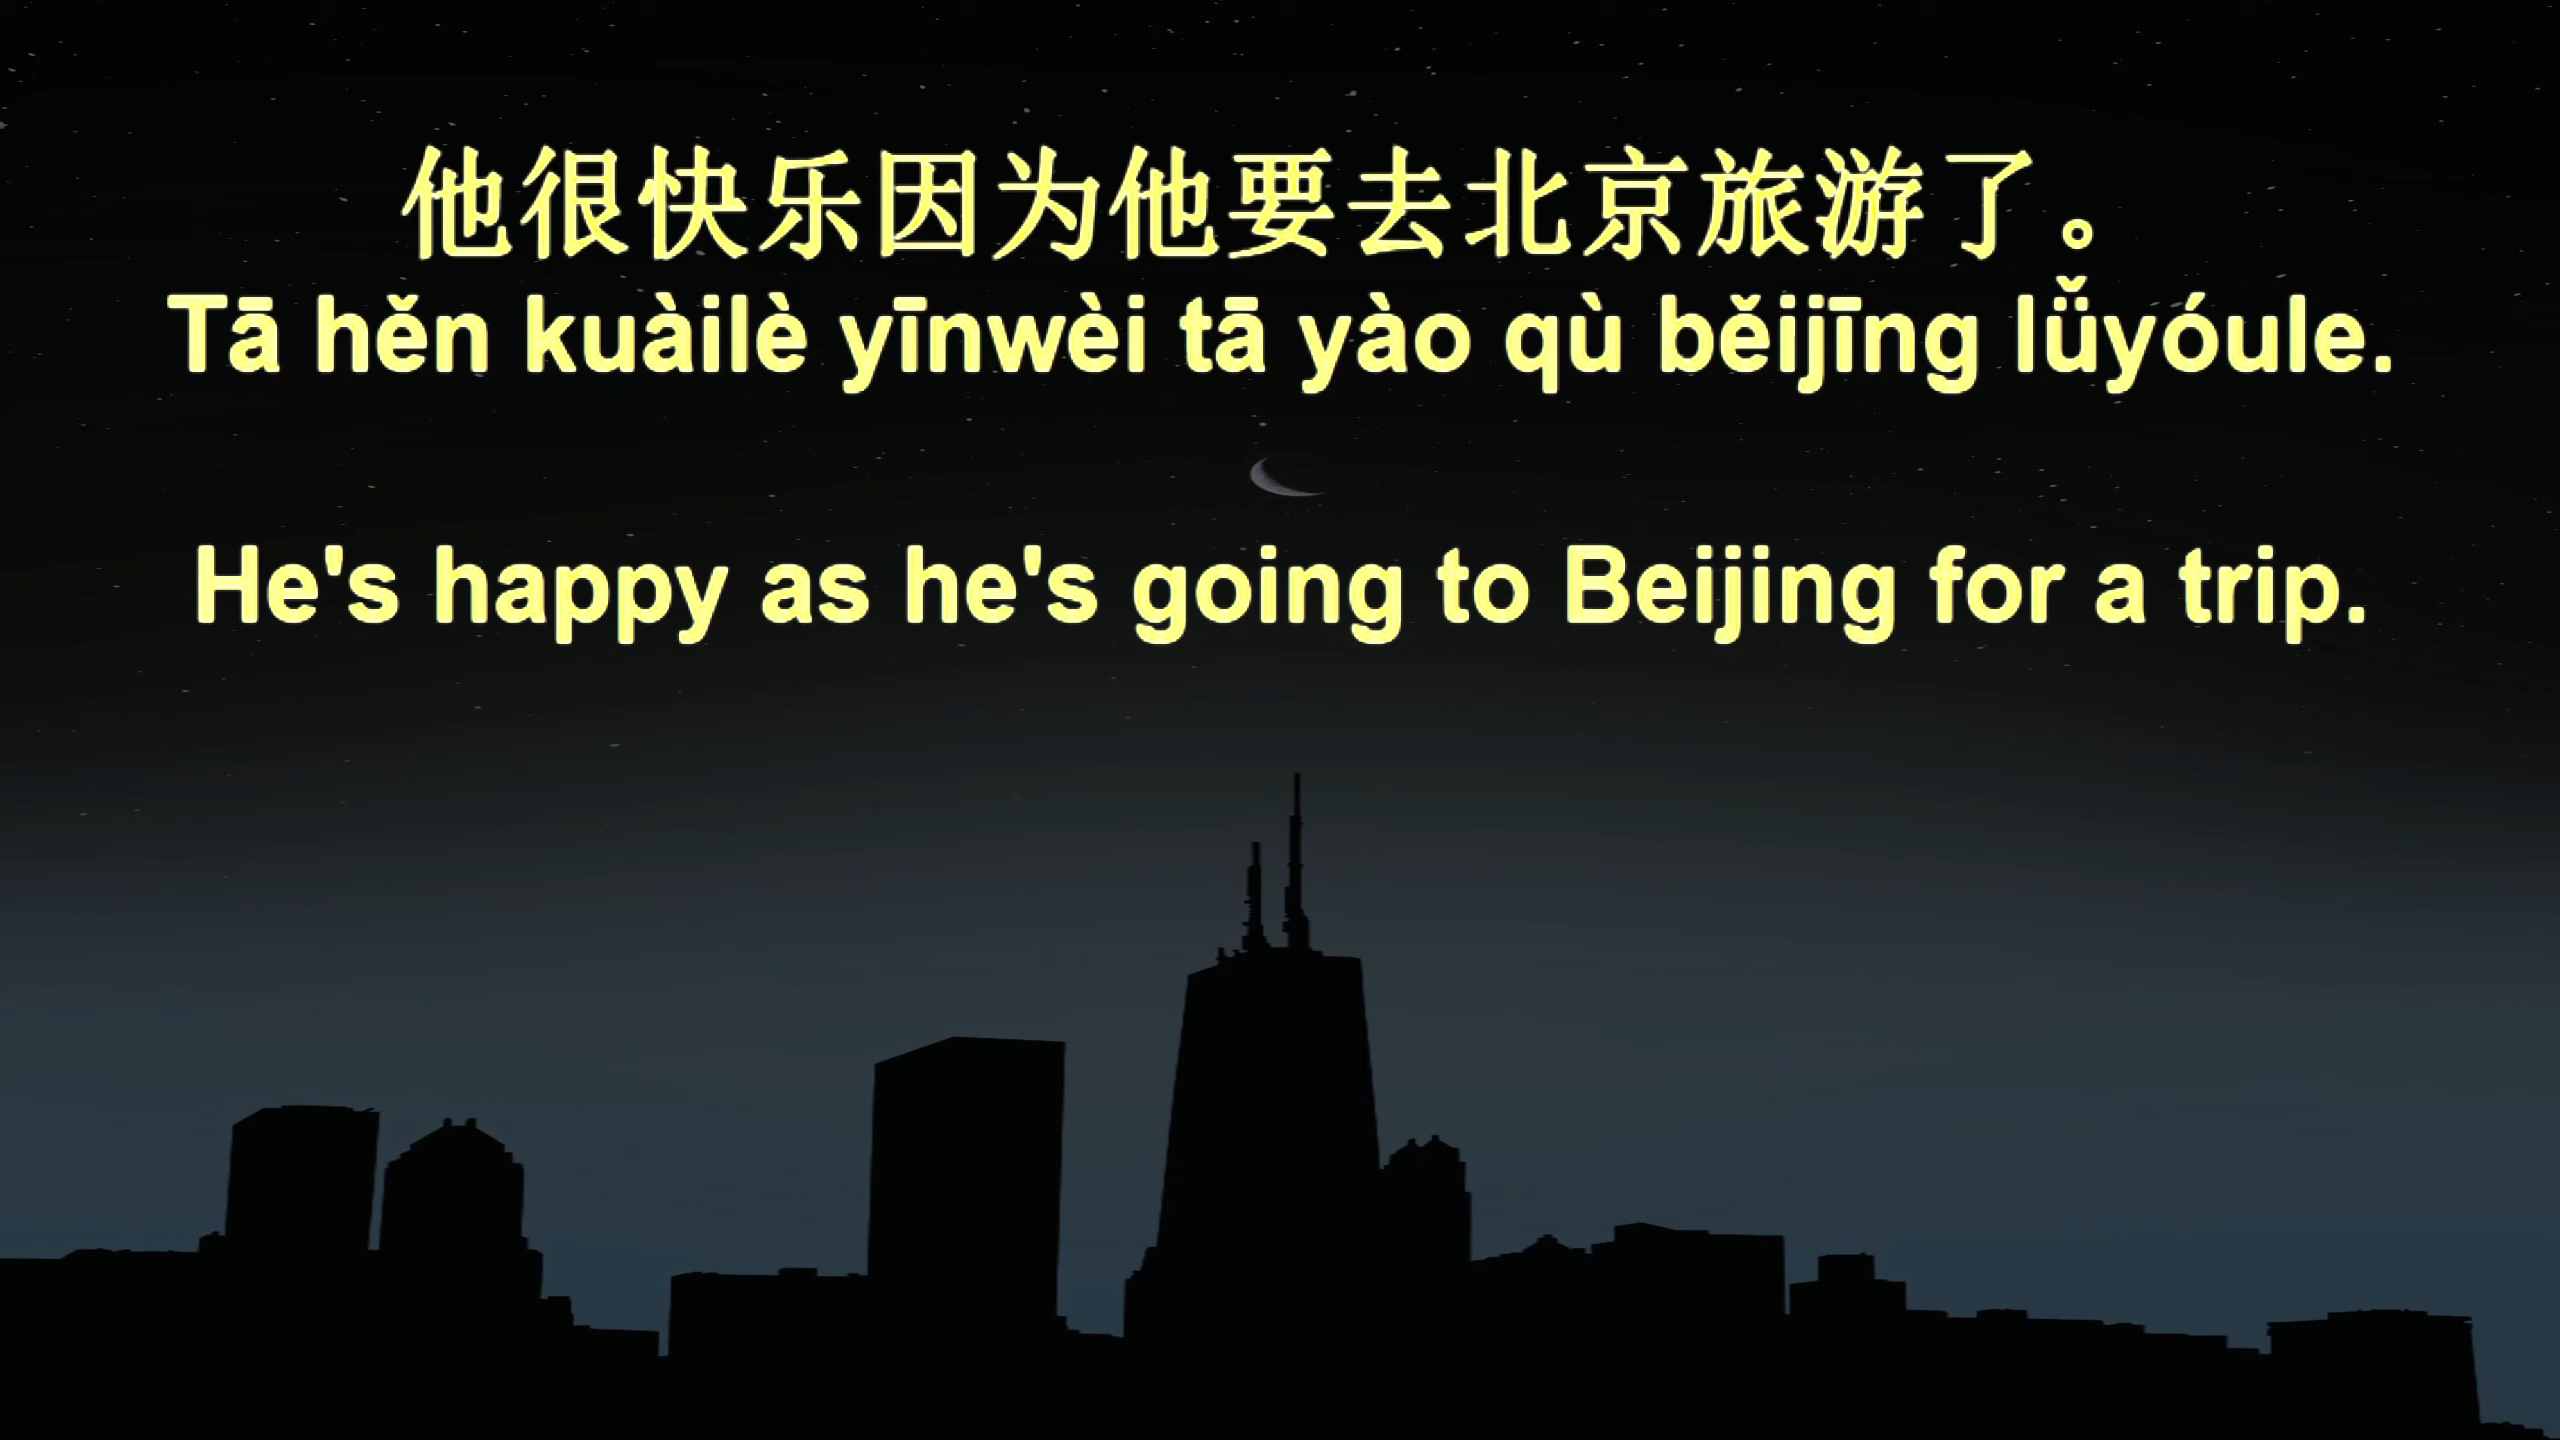 他很快乐因为他要去北京旅游了。
Tā hěn kuàilè yīnwèi tā yào qù běijīng lǚyóule.
He's happy as he's going to Beijing for a trip.